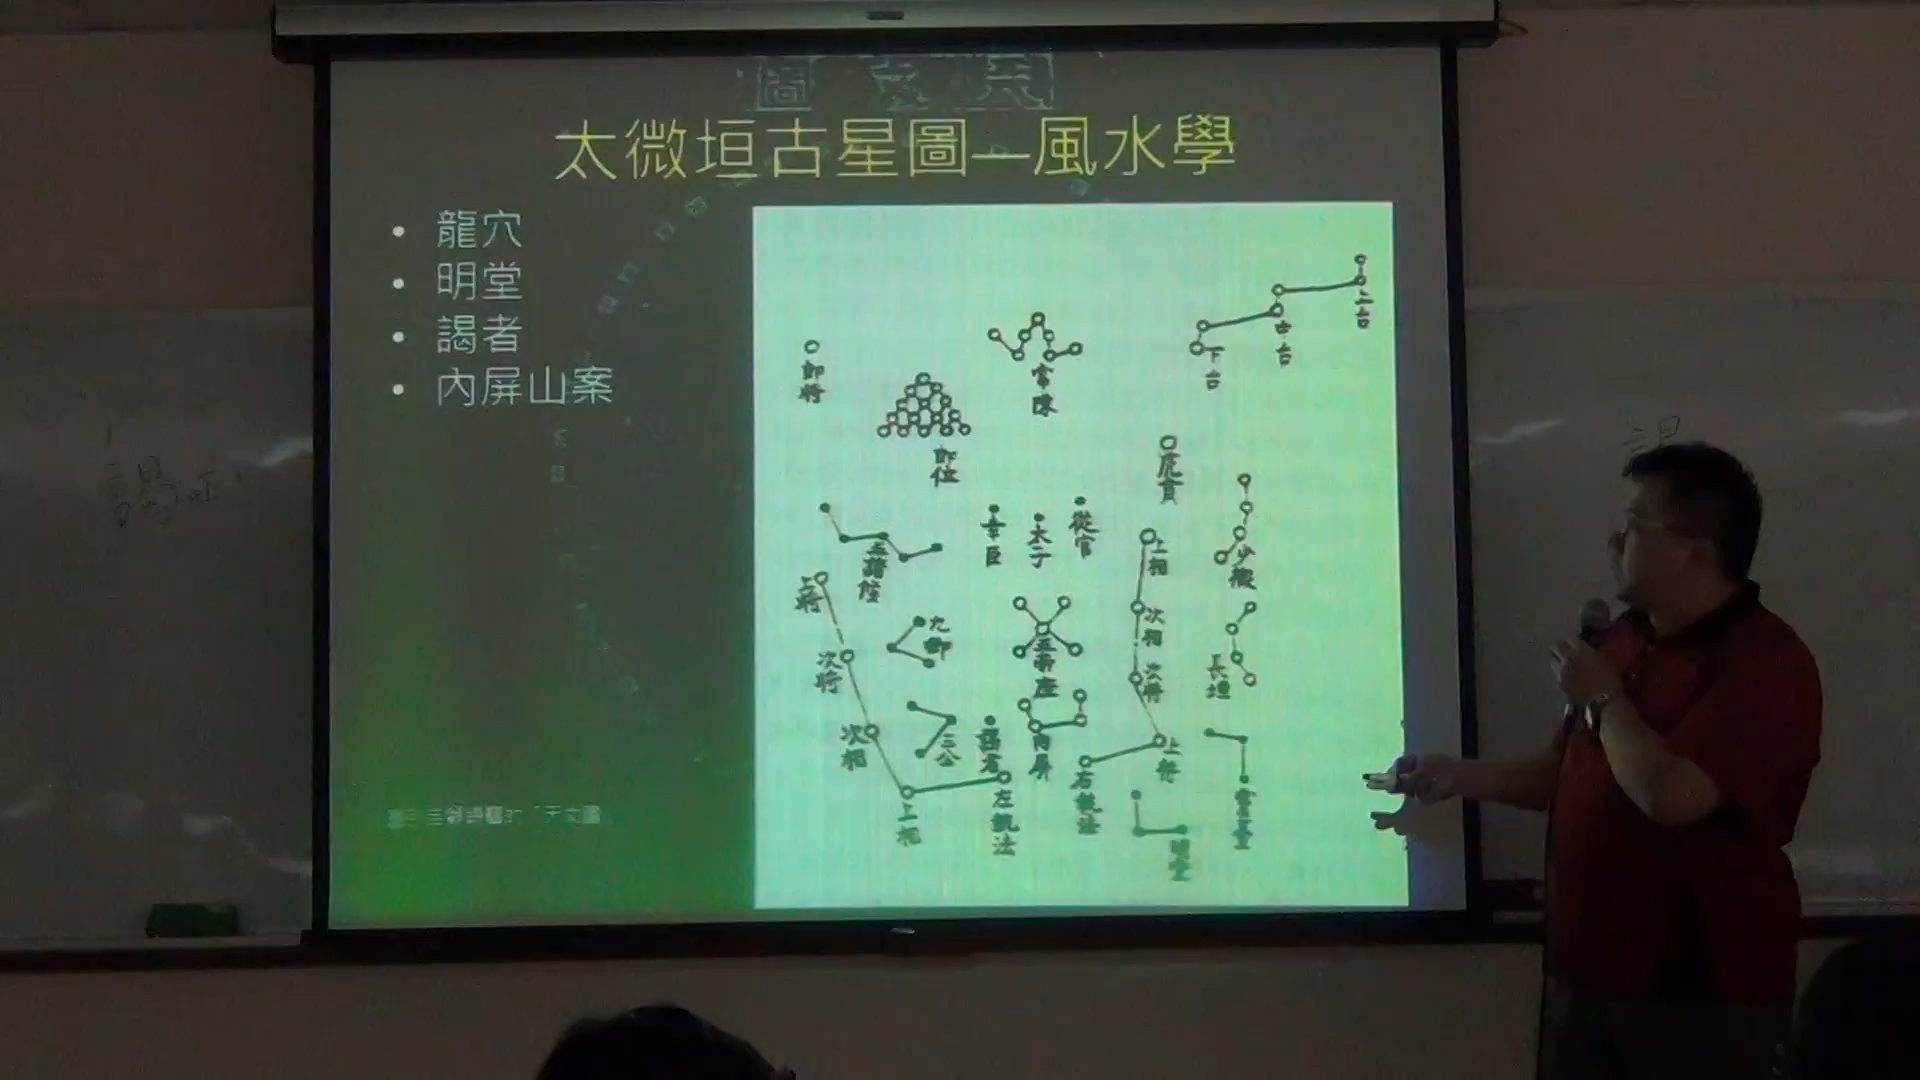 太微垣古星圖—風水學
• 龍穴
• 明堂
• 謁者
• 內屏山案
上台
中台
下台
郎將
常陳
郎位
虎賁
五諸侯
幸臣
太子
從官
上相
少微
上將
次相
九卿
五帝座
次將
次將
長垣
次相
三公
謁者
內屏
上將
右執法
左執法
上相
明堂
靈臺